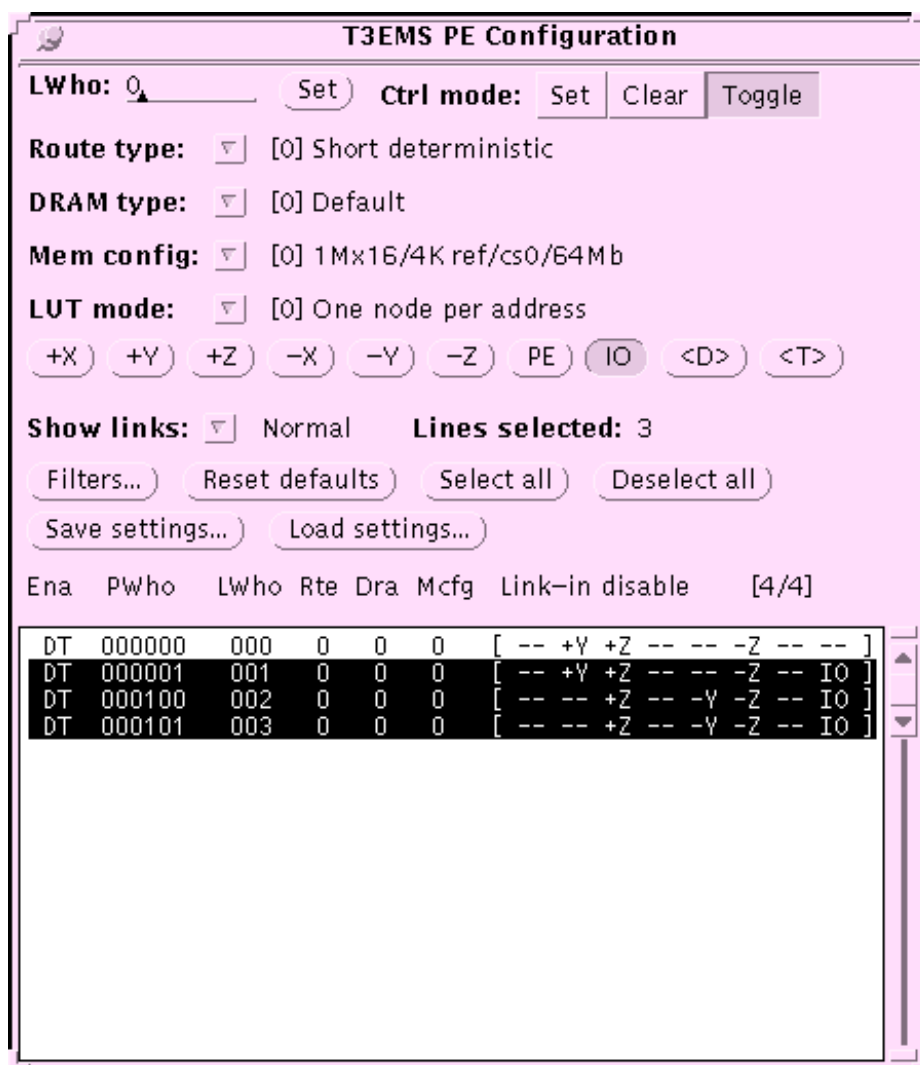 T3EMS PE Configuration
LWho: 0 Set Ctrl mode: Set Clear Toggle
Route type: [0] Short deterministic
DRAM type: [0] Default
Mem config: [0] 1Mx16/4K ref/cs0/64Mb
LUT mode: [0] One node per address
+X +Y +Z −X −Y −Z PE IO <D> <T>
Show links: Normal Lines selected: 3
Filters... Reset defaults Select all Deselect all
Save settings... Load settings...
Ena PWho LWho Rte Dra Mcfg Link−in disable [4/4]
DT 000000 000 0 0 0 [ -- +Y +Z -- -- -Z -- -- ]
DT 000001 001 0 0 0 [ -- +Y +Z -- -- -Z -- IO ]
DT 000100 002 0 0 0 [ -- -- +Z -- -Y -Z -- IO ]
DT 000101 003 0 0 0 [ -- -- +Z -- -Y -Z -- IO ]